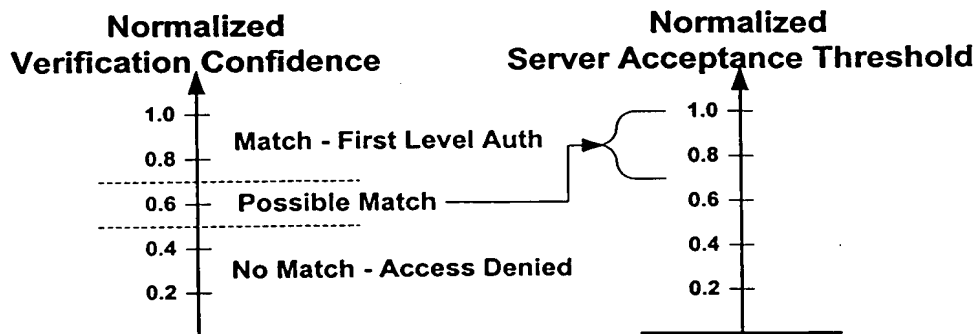 Normalized
Verification Confidence
Normalized
Server Acceptance Threshold
1.0
Match - First Level Auth
0.8
Possible Match
0.6
0.4
No Match - Access Denied
0.2
1.0
0.8
0.6
0.4
0.2